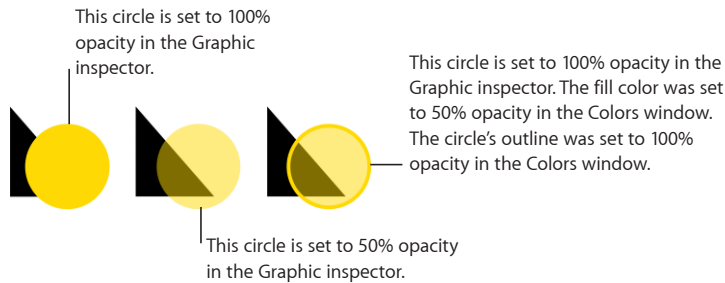 This circle is set to 100%
opacity in the Graphic
inspector.
This circle is set to 100% opacity in the
Graphic inspector. The fill color was set
to 50% opacity in the Colors window.
The circle’s outline was set to 100%
opacity in the Colors window.
This circle is set to 50% opacity
in the Graphic inspector.